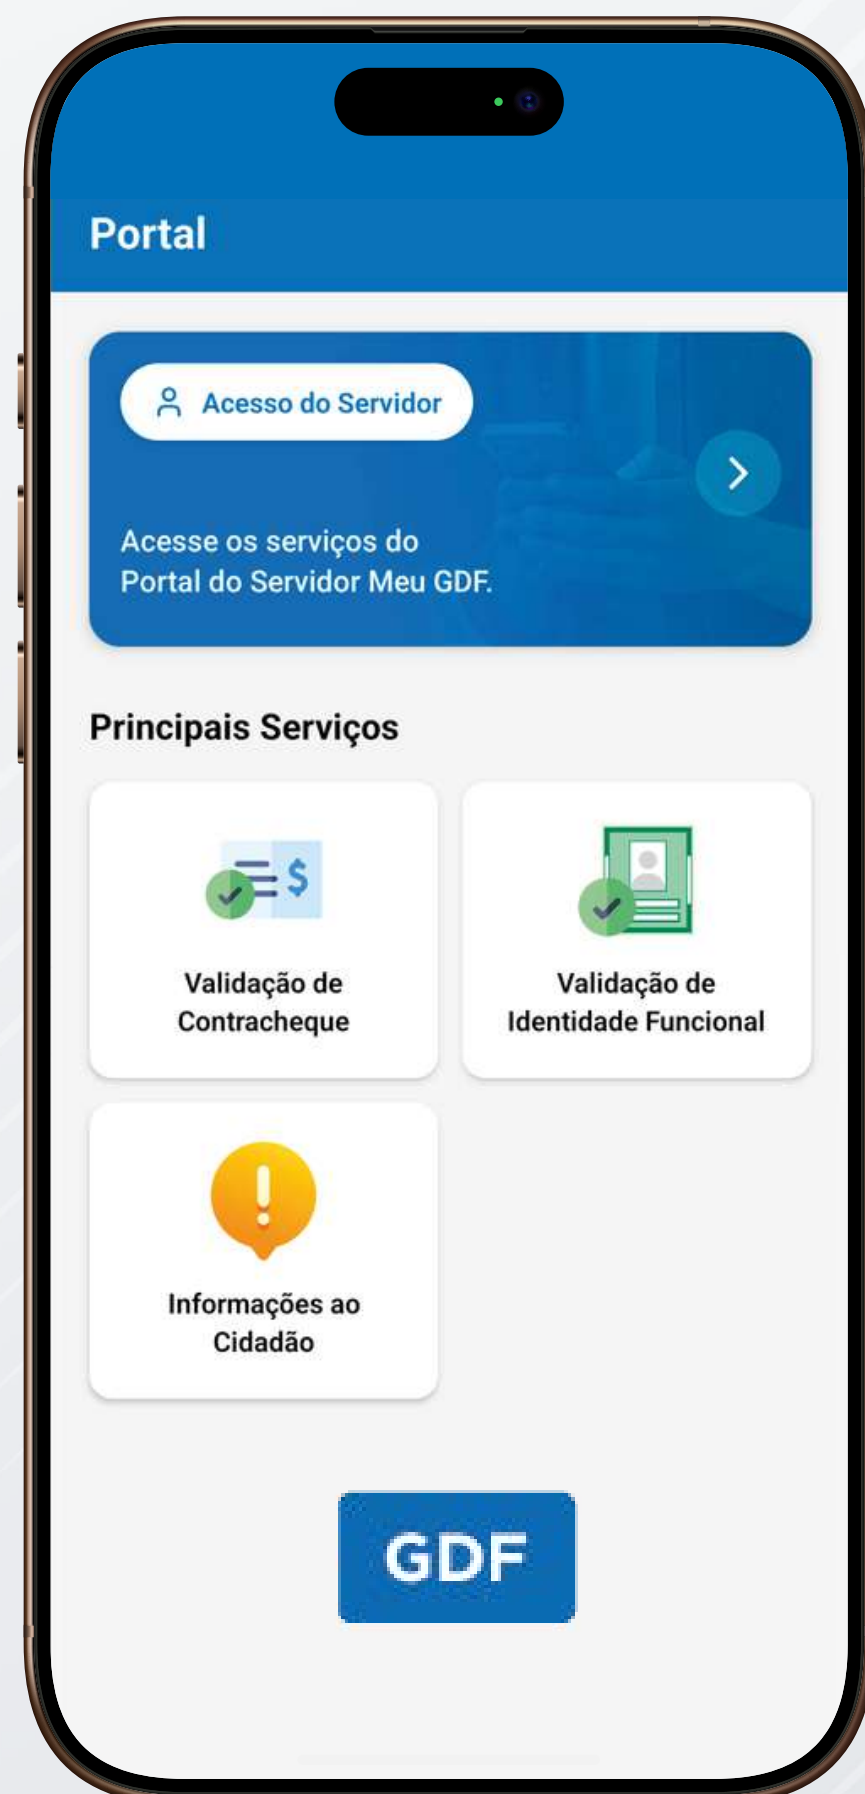 Portal
Acesso do Servidor
Acesse os serviços do
Portal do Servidor Meu GDF.
Principais Serviços
$
Validação de
Contracheque
Validação de
Identidade Funcional
Informações ao
Cidadão
GDF